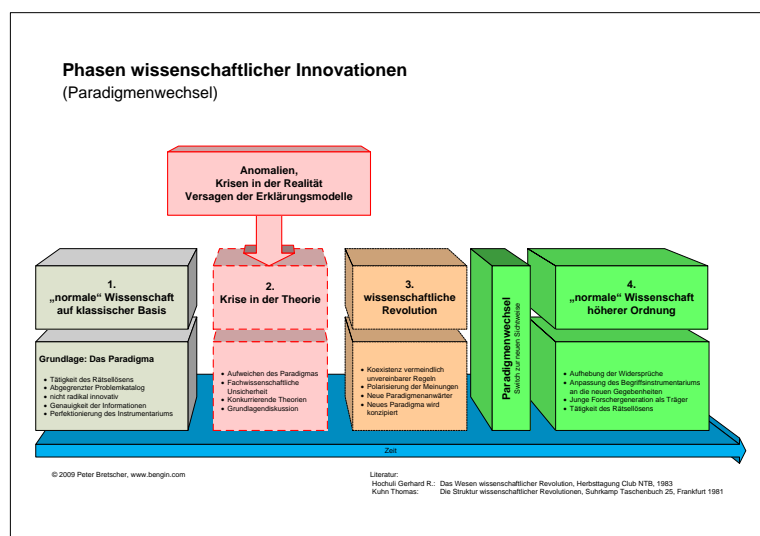 Phasen wissenschaftlicher Innovationen
(Paradigmenwechsel)
Anomalien,
Krisen in der Realität
Versagen der Erklärungsmodelle
1.
„normale“ Wissenschaft
auf klassischer Basis
Grundlage: Das Paradigma
• Tätigkeit des Rätsellösens
• Abgegrenzter Problemkatalog
• nicht radikal innovativ
• Genauigkeit der Informationen
• Perfektionierung des Instrumentariums
2.
Krise in der Theorie
• Aufweichen des Paradigmas
• Fachwissenschaftliche
Unsicherheit
• Konkurrierende Theorien
• Grundlagendiskussion
3.
wissenschaftliche
Revolution
• Koexistenz vermeindlich
unvereinbarer Regeln
• Polarisierung der Meinungen
• Neue Paradigmenanwärter
• Neues Paradigma wird
konzipiert
Paradigmenwechsel
Swich zur neuen Sichtweise
4.
„normale“ Wissenschaft
höherer Ordnung
• Aufhebung der Widersprüche
• Anpassung des Begriffsinstrumentariums
an die neuen Gegebenheiten
• Junge Forschergeneration als Träger
• Tätigkeit des Rätsellösens
Zeit
© 2009 Peter Bretscher, www.bengin.com
Literatur:
Hochuli Gerhard R.: Das Wesen wissenschaftlicher Revolution, Herbsttagung Club NTB, 1983
Kuhn Thomas: Die Struktur wissenschaftlicher Revolutionen, Suhrkamp Taschenbuch 25, Frankfurt 1981